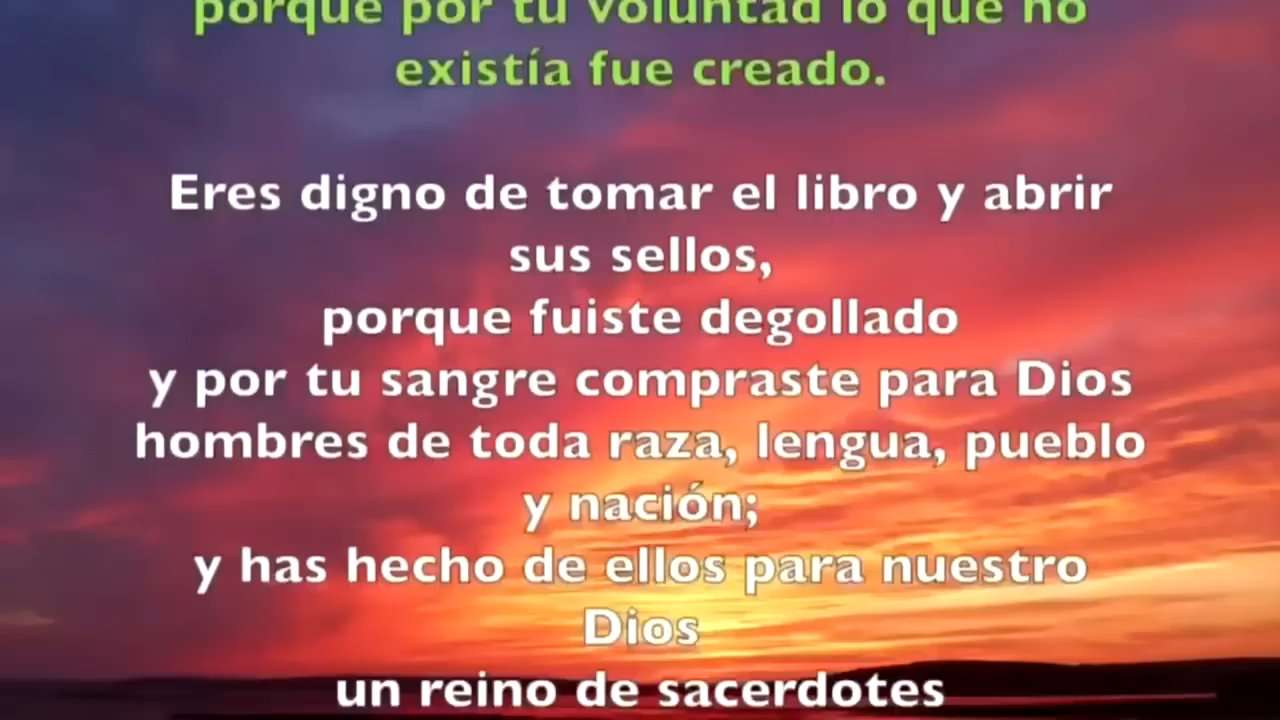 porque por tu voluntad lo que no
existía fue creado.
Eres digno de tomar el libro y abrir
sus sellos,
porque fuiste degollado
y por tu sangre compraste para Dios
hombres de toda raza, lengua, pueblo
y nación;
y has hecho de ellos para nuestro
Dios
un reino de sacerdotes